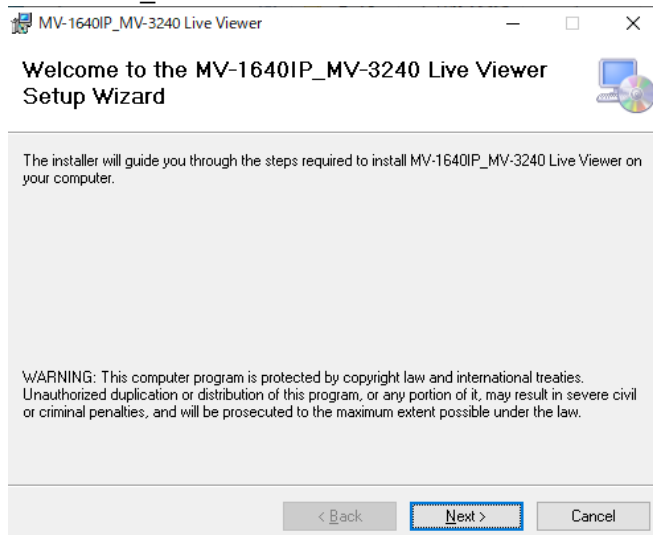 MV-1640IP_MV-3240 Live Viewer
Welcome to the MV-1640IP_MV-3240 Live Viewer
Setup Wizard
The installer will guide you through the steps required to install MV-1640IP_MV-3240 Live Viewer on
your computer.
WARNING: This computer program is protected by copyright law and international treaties.
Unauthorized duplication or distribution of this program, or any portion of it, may result in severe civil
or criminal penalties, and will be prosecuted to the maximum extent possible under the law.
< Back
Next >
Cancel